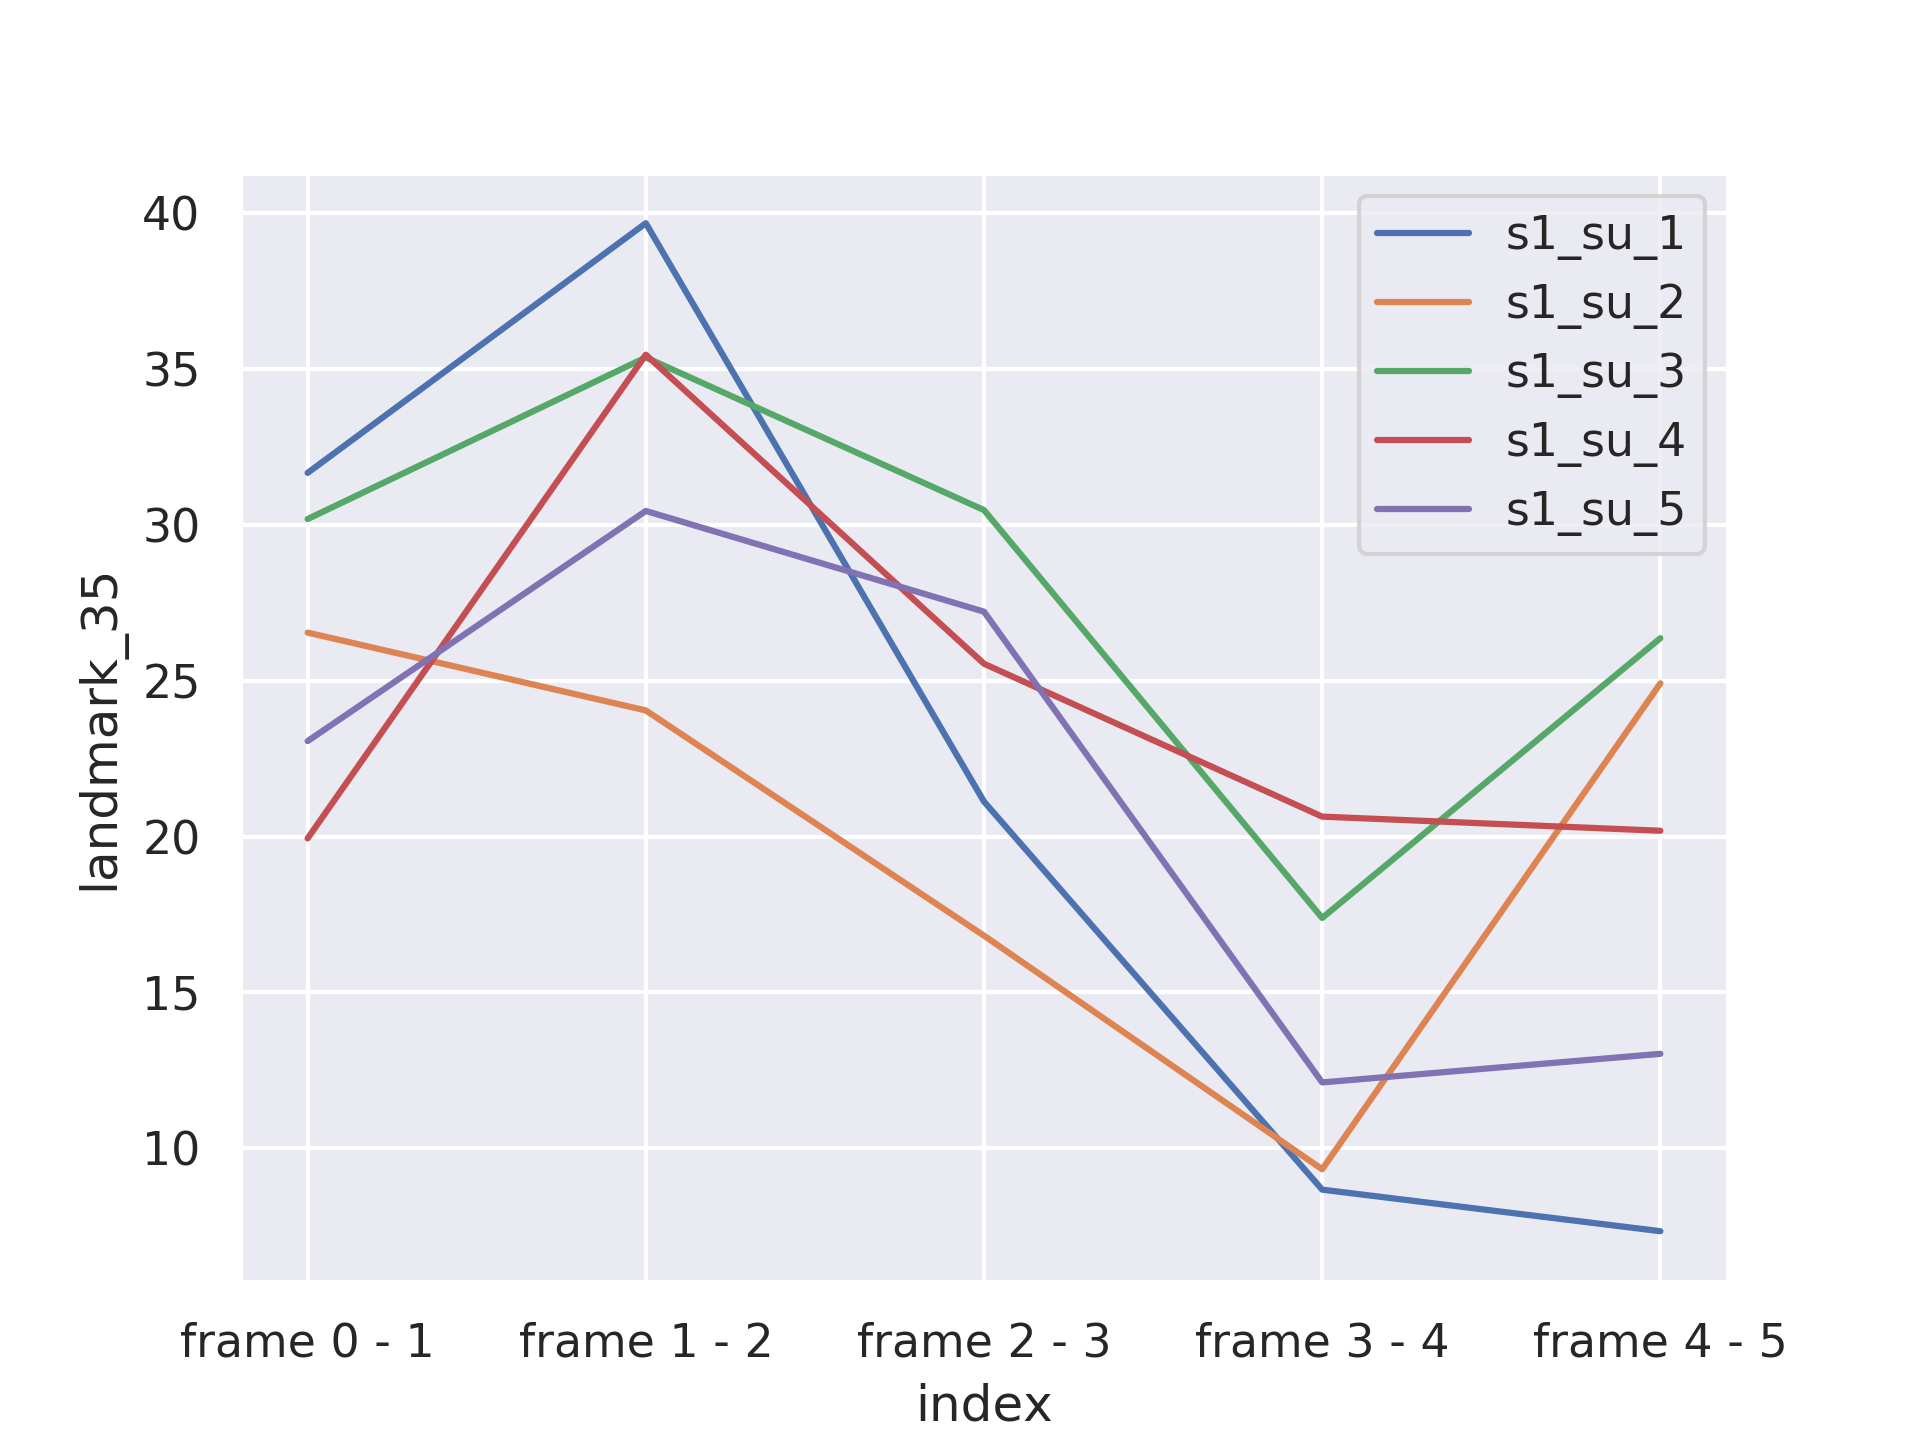 40
35
30
25
20
15
10
landmark_35
s1_su_1
s1_su_2
s1_su_3
s1_su_4
s1_su_5
frame 0 - 1 frame 1 - 2 frame 2 - 3 frame 3 - 4 frame 4 - 5
index